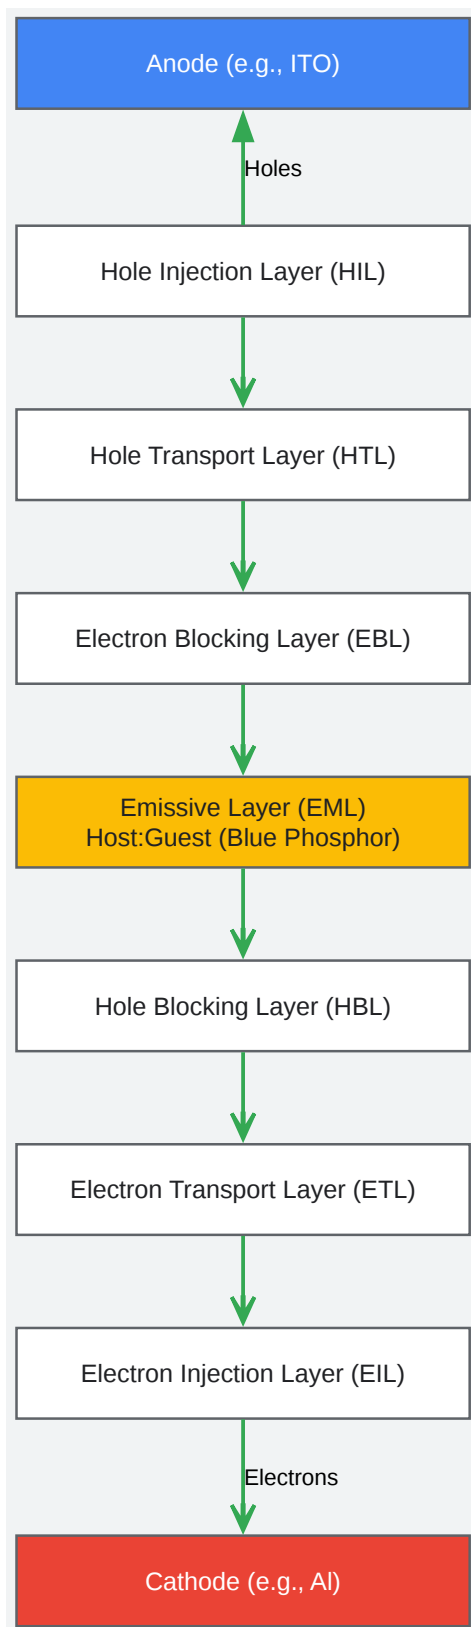 Anode (e.g., ITO)
Holes
Hole Injection Layer (HIL)
Hole Transport Layer (HTL)
Electron Blocking Layer (EBL)
Emissive Layer (EML)
Host:Guest (Blue Phosphor)
Hole Blocking Layer (HBL)
Electron Transport Layer (ETL)
Electron Injection Layer (EIL)
Electrons
Cathode (e.g., Al)